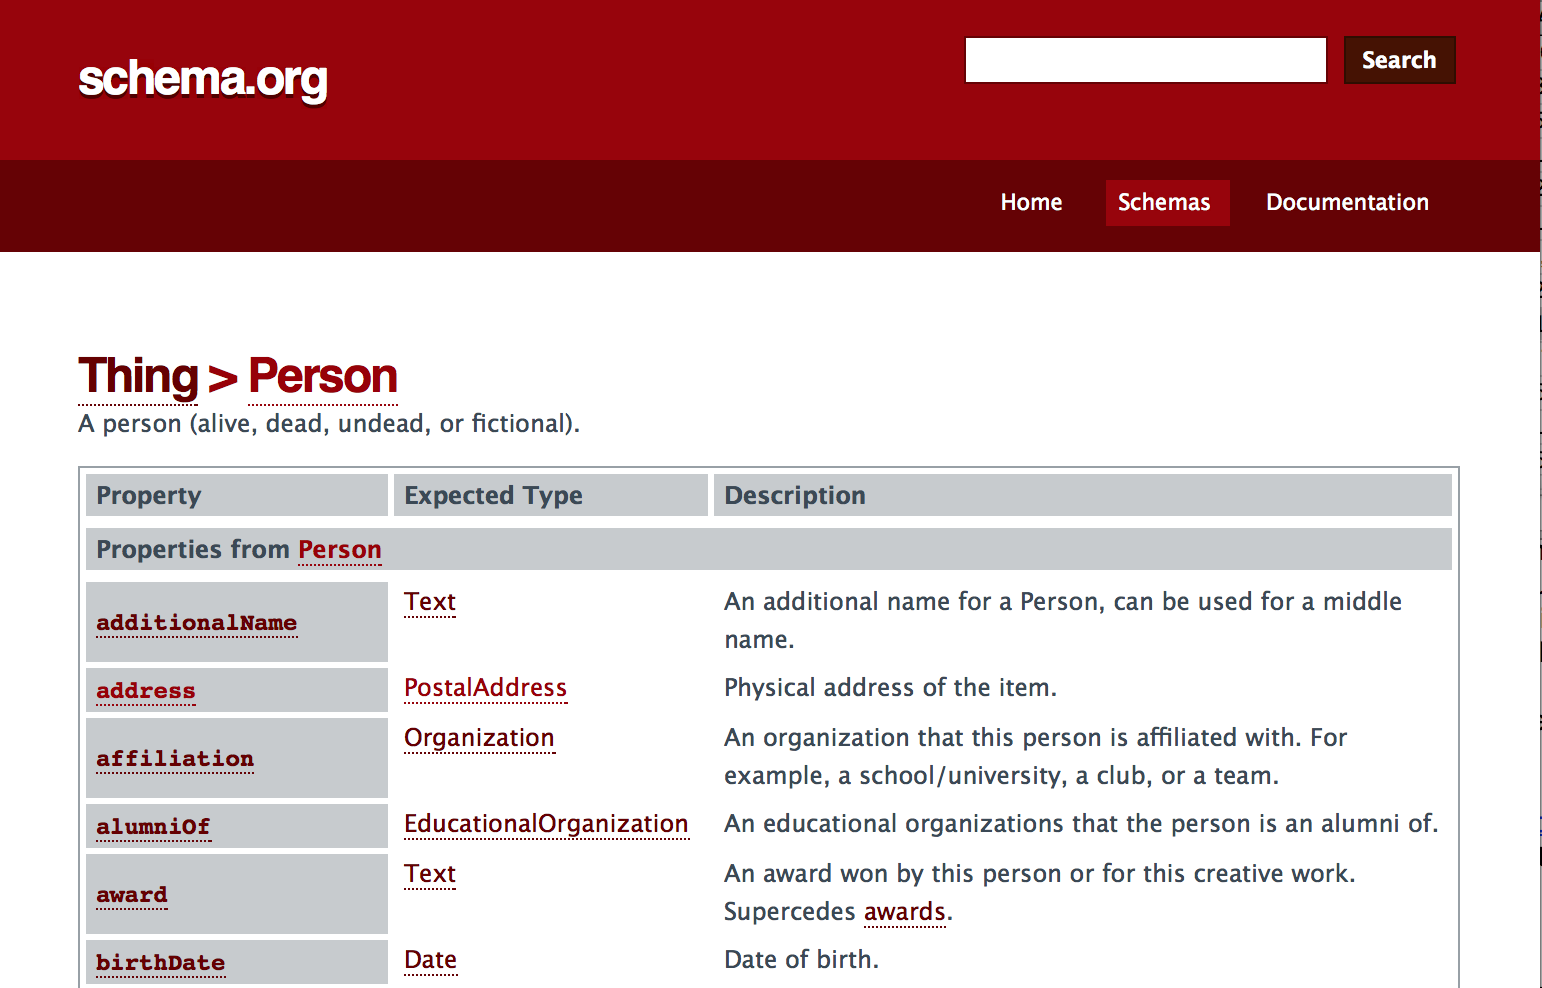 schema.org
Search
Home Schemas Documentation
Thing > Person
A person (alive, dead, undead, or fictional).
Property Expected Type Description
Properties from Person
additionalName Text An additional name for a Person, can be used for a middle
name.
address PostalAddress Physical address of the item.
affiliation Organization An organization that this person is affiliated with. For
example, a school/university, a club, or a team.
alumniOf EducationalOrganization An educational organizations that the person is an alumni of.
award Text An award won by this person or for this creative work.
Supercedes awards.
birthDate Date Date of birth.